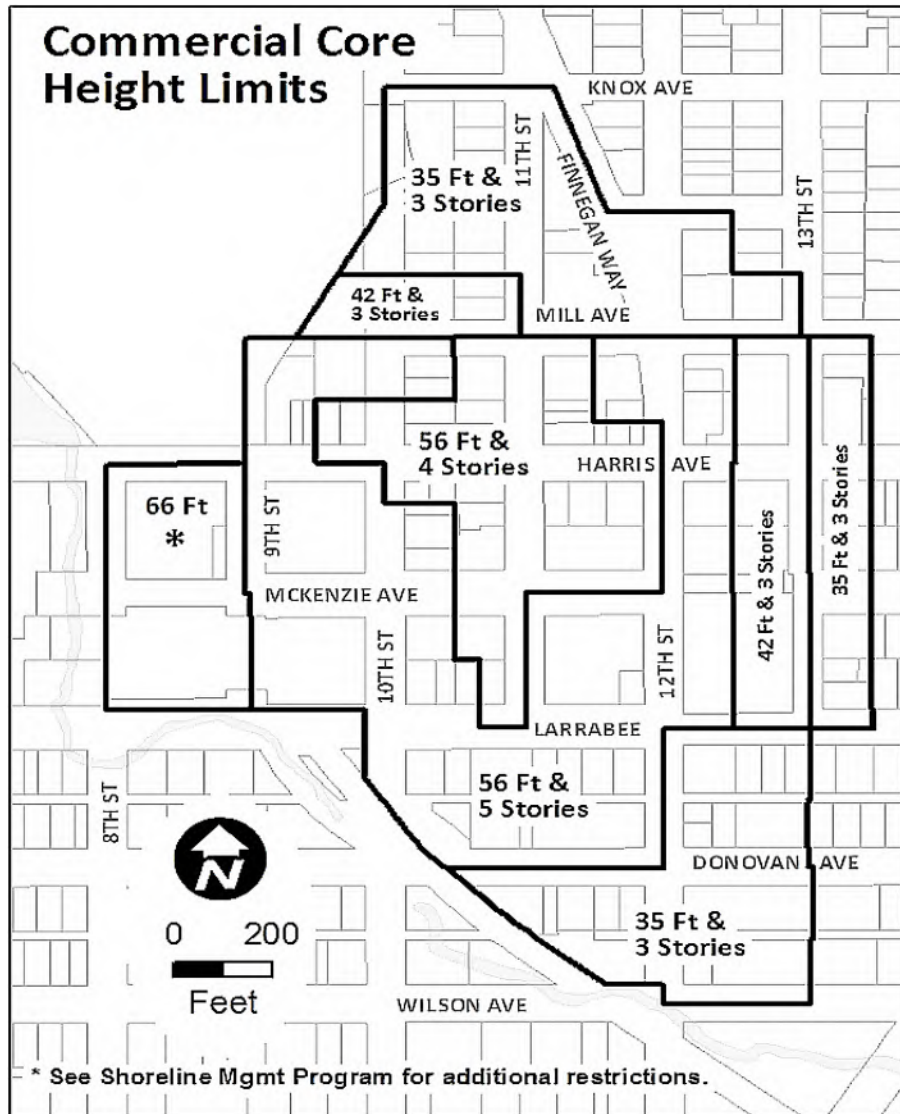 Commercial Core
Height Limits
KNOX AVE
11TH ST
FINNEGAN WAY
13TH ST
35 Ft &
3 Stories
42 Ft &
3 Stories
MILL AVE
56 Ft &
4 Stories
HARRIS AVE
66 Ft
*
9TH ST
42 Ft & 3 Stories
35 Ft & 3 Stories
MCKENZIE AVE
10TH ST
12TH ST
LARRABEE
56 Ft &
5 Stories
8TH ST
DONOVAN AVE
N
35 Ft &
3 Stories
0 200
Feet
WILSON AVE
* See Shoreline Mgmt Program for additional restrictions.